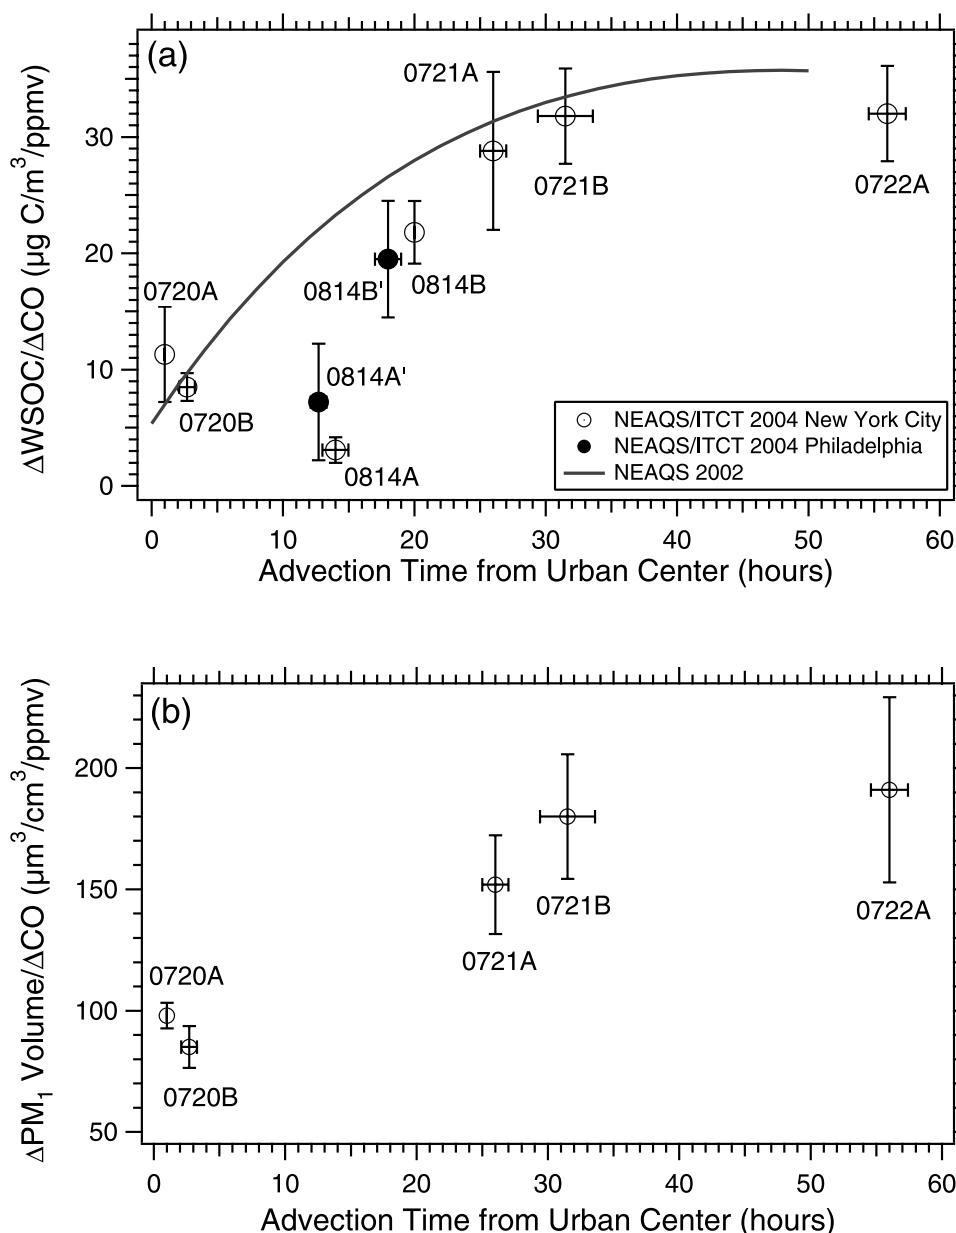 (a)
ΔWSOC/ΔCO (µg C/m³/ppmv)
30
20
10
0
0720A
0720B
0814A'
0814A
0814B'
0814B
0721A
0721B
0722A
NEAQS/ITCT 2004 New York City
NEAQS/ITCT 2004 Philadelphia
NEAQS 2002
0 10 20 30 40 50 60
Advection Time from Urban Center (hours)
(b)
ΔPM₁ Volume/ΔCO (µm³/cm³/ppmv)
200
150
100
50
0720A
0720B
0721A
0721B
0722A
0 10 20 30 40 50 60
Advection Time from Urban Center (hours)